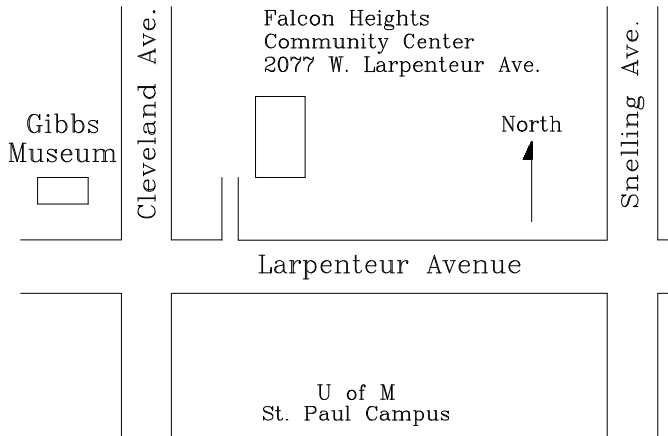 Falcon Heights
Community Center
2077 W. Larpenteur Ave.
Cleveland Ave.
Snelling Ave.
Gibbs
Museum
North
Larpenteur Avenue
U of M
St. Paul Campus